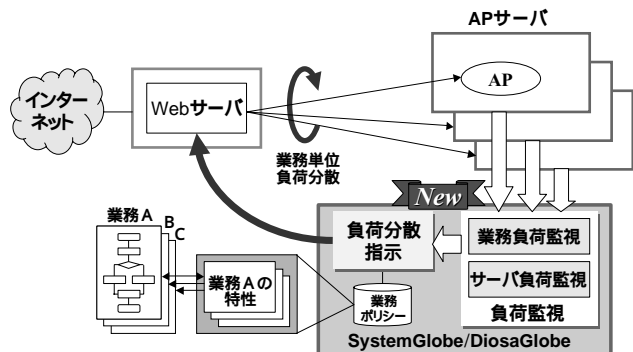 APサーバ
AP
インター
ネット
Webサーバ
業務単位
負荷分散
New
業務A
B
C
負荷分散
指示
業務負荷監視
サーバ負荷監視
負荷監視
業務Aの
特性
業務
ポリシー
SystemGlobe/DiosaGlobe